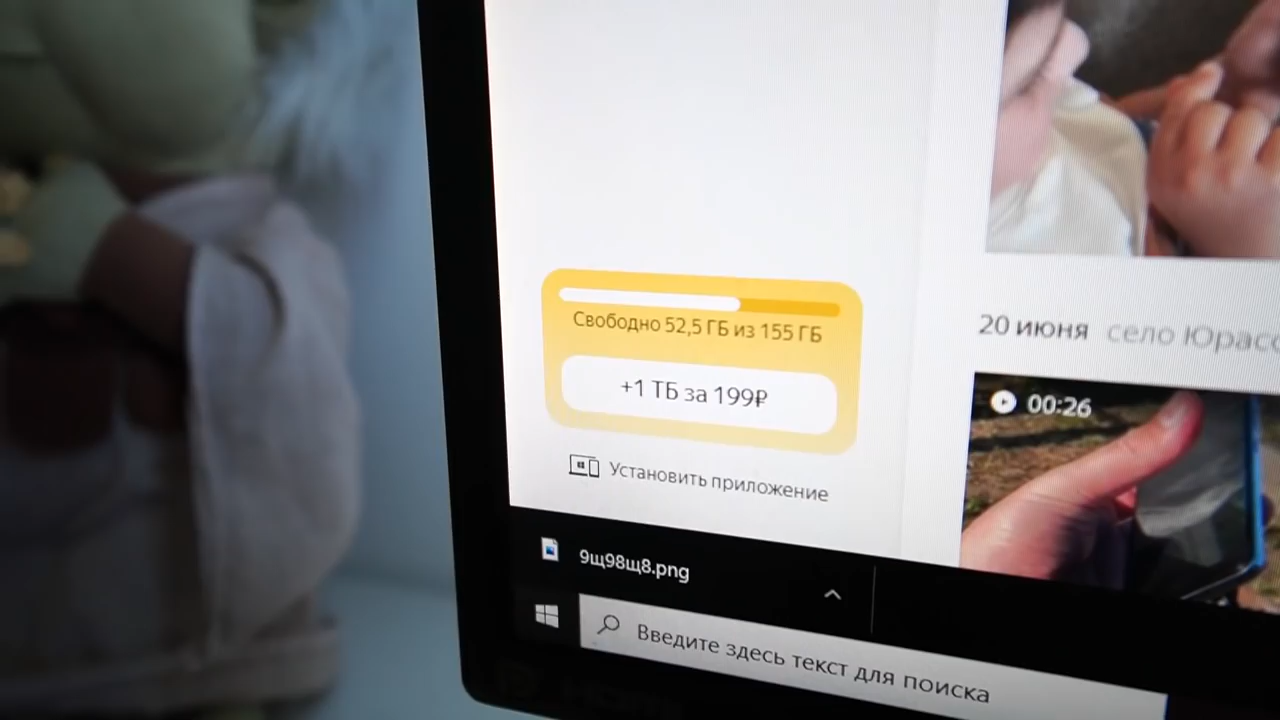 Свободно 52,5 ГБ из 155 ГБ
+1 ТБ за 199₽
Установить приложение
20 июня село
00:26
9щ98щ8.png
Введите здесь текст для поиска